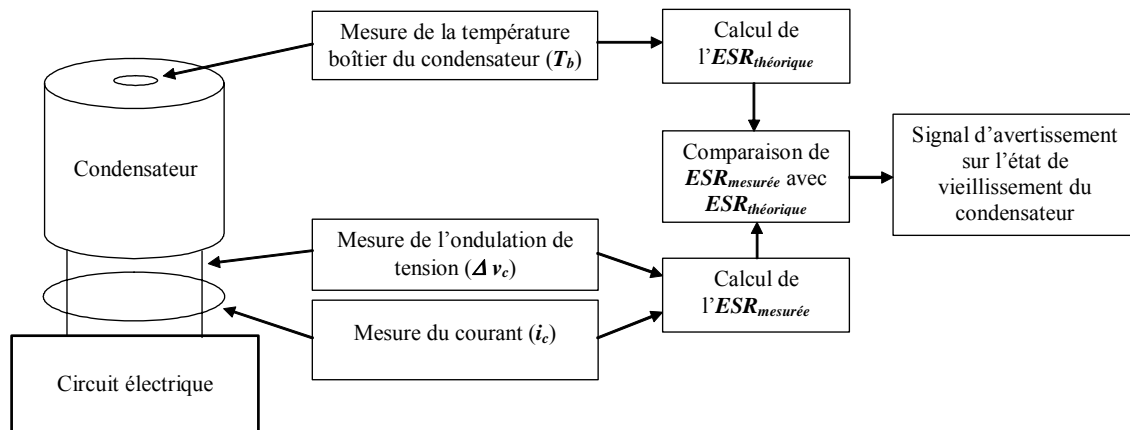 Mesure de la température
boîtier du condensateur (Tb)
Calcul de
l'ESRthéorique
Condensateur
Comparaison de
ESRmesurée avec
ESRthéorique
Signal d'avertissement
sur l'état de
vieillissement du
condensateur
Mesure de l'ondulation de
tension (Δ vc)
Calcul de
l'ESRmesurée
Mesure du courant (ic)
Circuit électrique